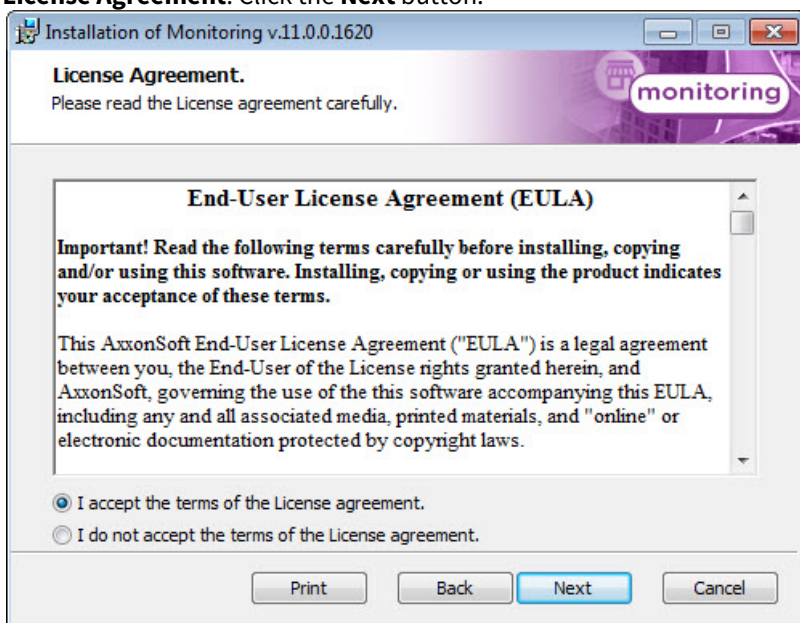 License Agreement. Click the Next button.
Installation of Monitoring v.11.0.0.1620
License Agreement.
Please read the License agreement carefully.
monitoring
End-User License Agreement (EULA)
Important! Read the following terms carefully before installing, copying
and/or using this software. Installing, copying or using the product indicates
your acceptance of these terms.
This AxxonSoft End-User License Agreement ("EULA") is a legal agreement
between you, the End-User of the License rights granted herein, and
AxxonSoft, governing the use of the this software accompanying this EULA,
including any and all associated media, printed materials, and "online" or
electronic documentation protected by copyright laws.
I accept the terms of the License agreement.
I do not accept the terms of the License agreement.
Print Back Next Cancel